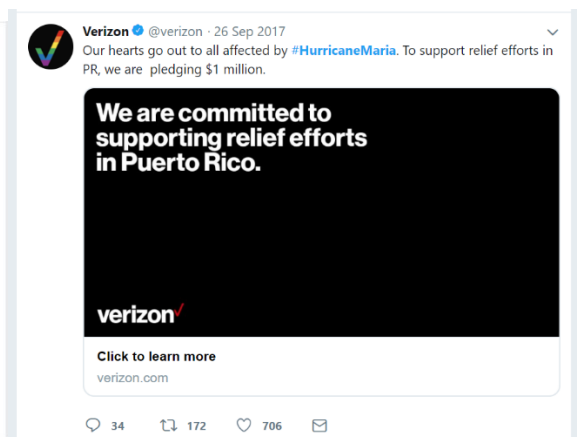 Verizon @verizon · 26 Sep 2017
Our hearts go out to all affected by #HurricaneMaria. To support relief efforts in
PR, we are pledging $1 million.
We are committed to
supporting relief efforts
in Puerto Rico.
verizon✓
Click to learn more
verizon.com
34 172 706